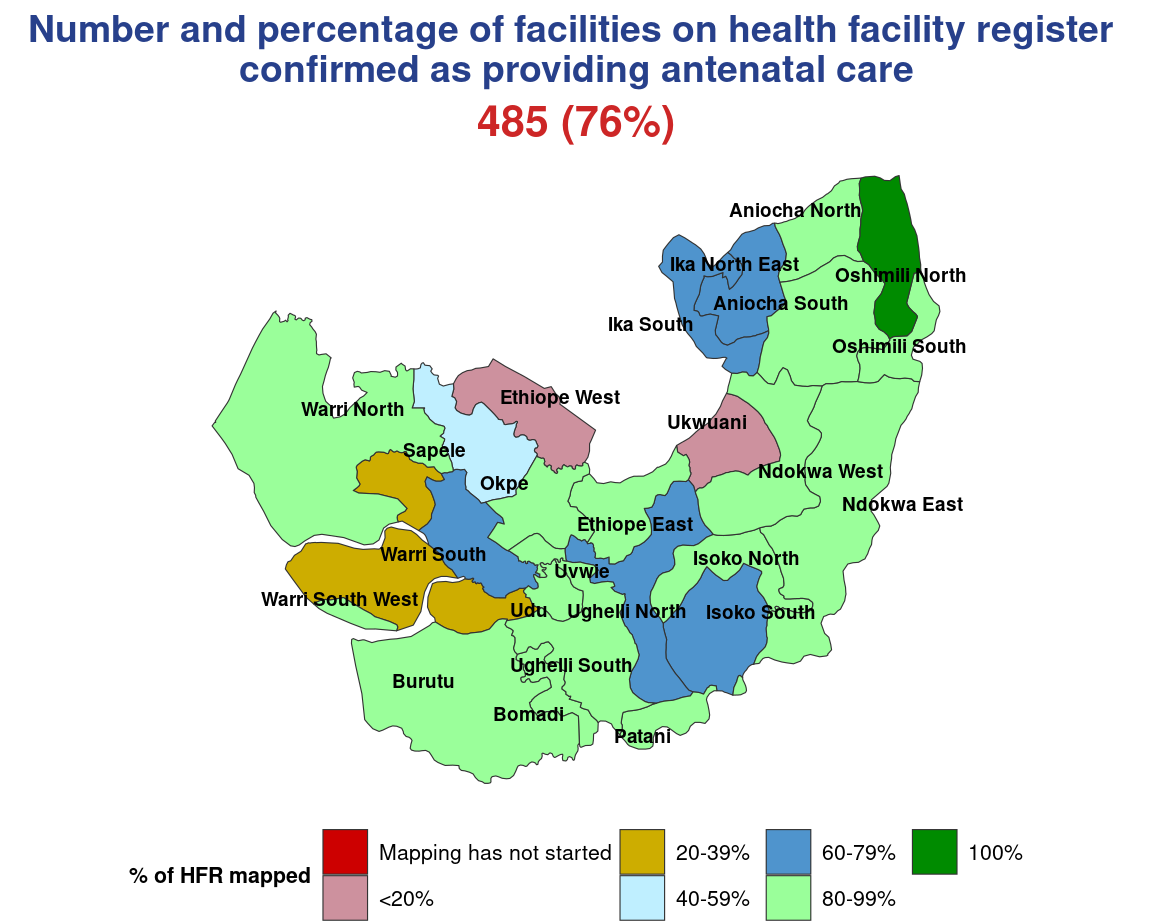 Number and percentage of facilities on health facility register
confirmed as providing antenatal care
485 (76%)
Aniocha North
Ika North East
Oshimili North
Aniocha South
Ika South
Oshimili South
Ethiope West
Warri North
Ukwuani
Sapele
Ndokwa West
Okpe
Ndokwa East
Ethiope East
Warri South
Isoko North
Uvwie
Warri South West
Udu
Ughelli North
Isoko South
Ughelli South
Burutu
Bomadi
Patani
% of HFR mapped
Mapping has not started
<20%
20-39%
40-59%
60-79%
80-99%
100%